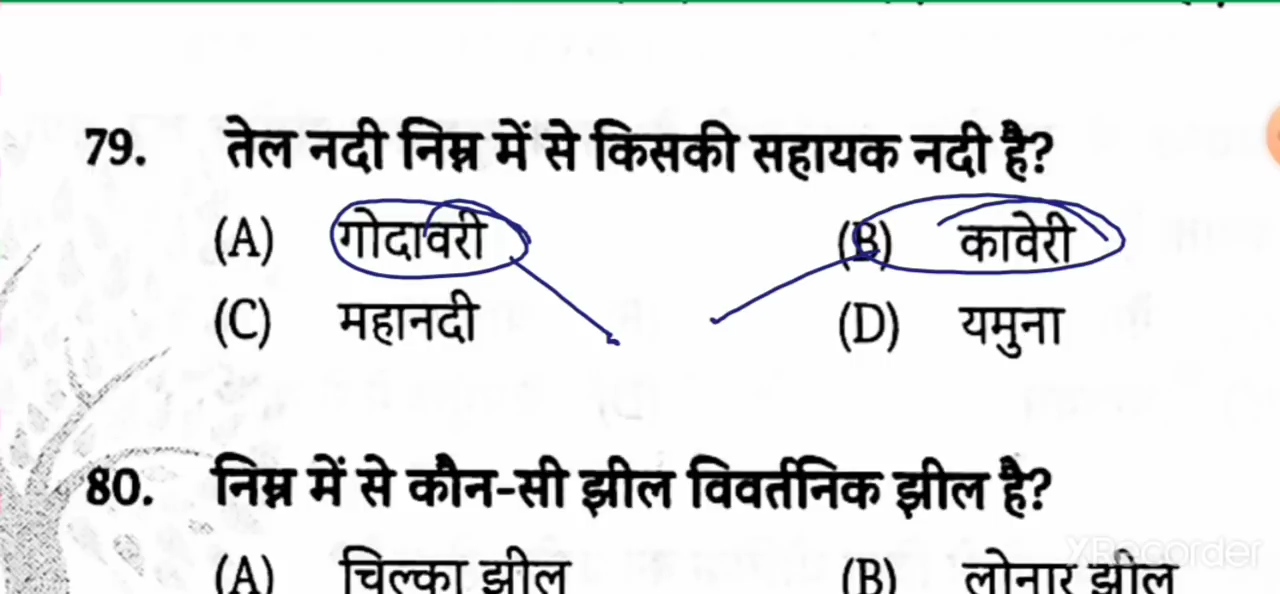 79. तेल नदी निम्न में से किसकी सहायक नदी है?
(A) गोदावरी (B) कावेरी
(C) महानदी (D) यमुना
80. निम्न में से कौन-सी झील विवर्तनिक झील है?
(A) चिल्का झील (B) लोनार झील
XRecorder